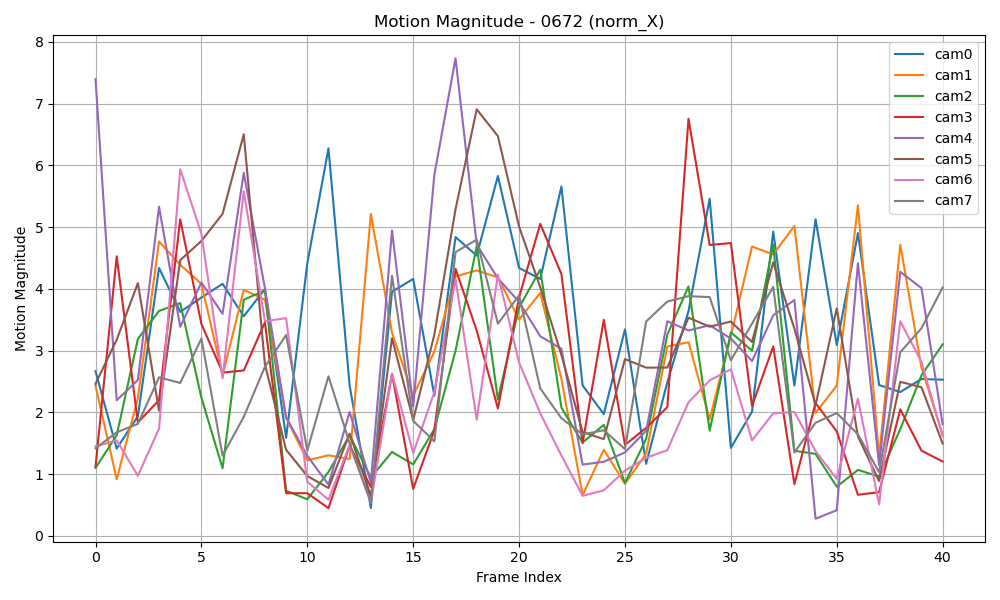 Motion Magnitude - 0672 (norm_X)
8
7
6
5
4
3
2
1
0
Motion Magnitude
cam0
cam1
cam2
cam3
cam4
cam5
cam6
cam7
0 5 10 15 20 25 30 35 40
Frame Index